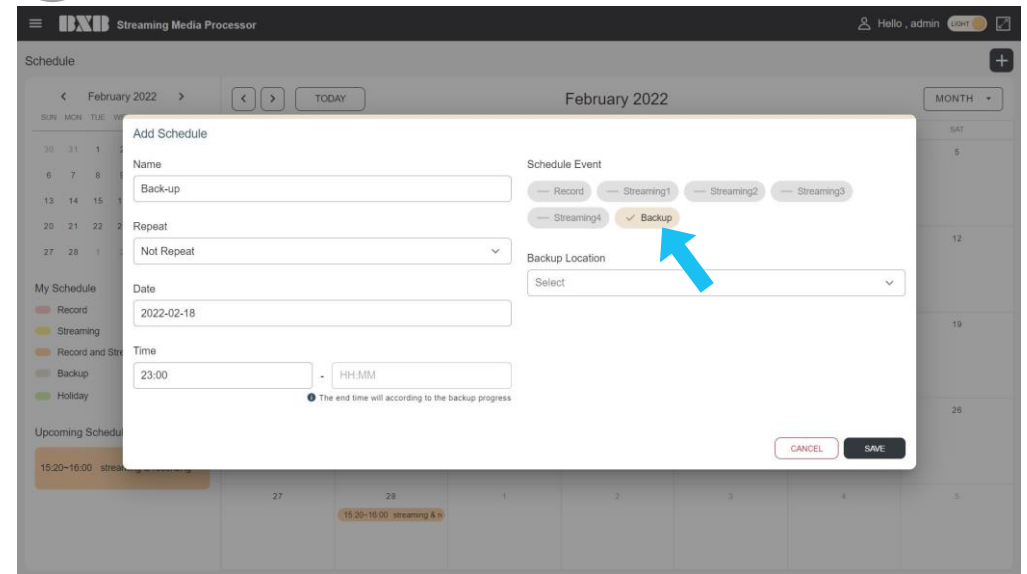 BXB Streaming Media Processor
Hello , admin LIGHT
Schedule
February 2022
TODAY
February 2022
MONTH
SUN MON TUE
SAT
30 31 1
6 7 8
13 14 15
20 21 22
27 28 1
5
12
19
26
My Schedule
Record
Streaming
Record and Stre
Backup
Holiday
Upcoming Schedul
15:20~16:00
27 28 1 2 3 4 5
15:20~16:00 streaming &
Add Schedule
Name
Back-up
Repeat
Not Repeat
Date
2022-02-18
Time
23:00 - HH:MM
The end time will according to the backup progress
Schedule Event
Record Streaming1 Streaming2 Streaming3
Streaming4 Backup
Backup Location
Select
CANCEL SAVE